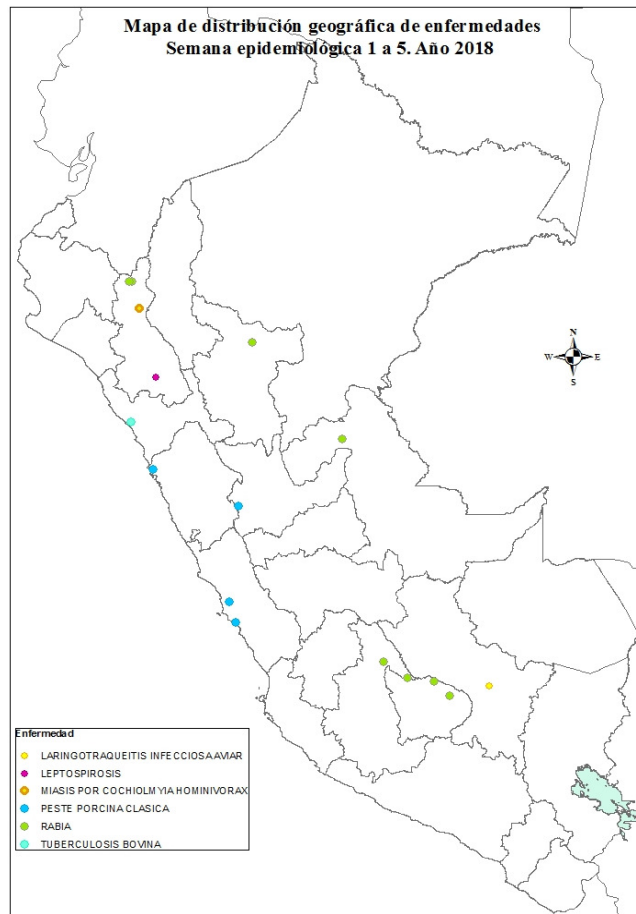 Mapa de distribución geográfica de enfermedades
Semana epidemiológica 1 a 5. Año 2018
N
W E
S
Enfermedad
LARINGOTRAQUEITIS INFECCIOSA AVIAR
LEPTOSPIROSIS
MIASIS POR COCHIOLMYIA HOMINIVORAX
PESTE PORCINA CLASICA
RABIA
TUBERCULOSIS BOVINA